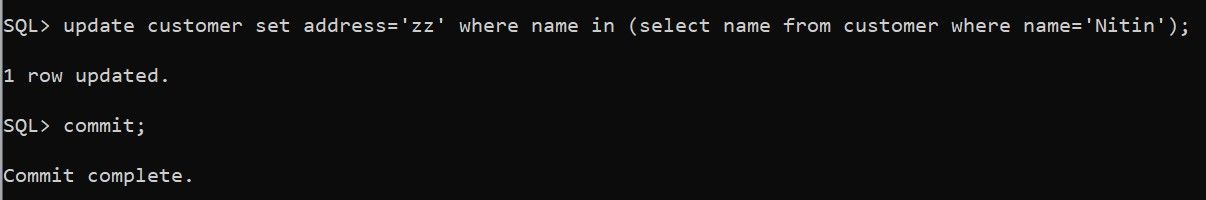 SQL> update customer set address='zz' where name in (select name from customer where name='Nitin');
1 row updated.
SQL> commit;
Commit complete.